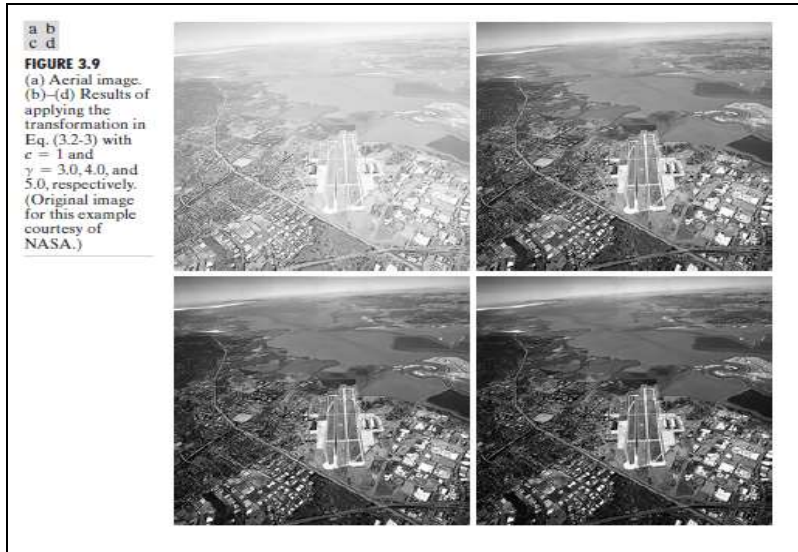 a b
c d
FIGURE 3.9
(a) Aerial image.
(b)–(d) Results of
applying the
transformation in
Eq. (3.2-3) with
c = 1 and
γ = 3.0, 4.0, and
5.0, respectively.
(Original image
for this example
courtesy of
NASA.)